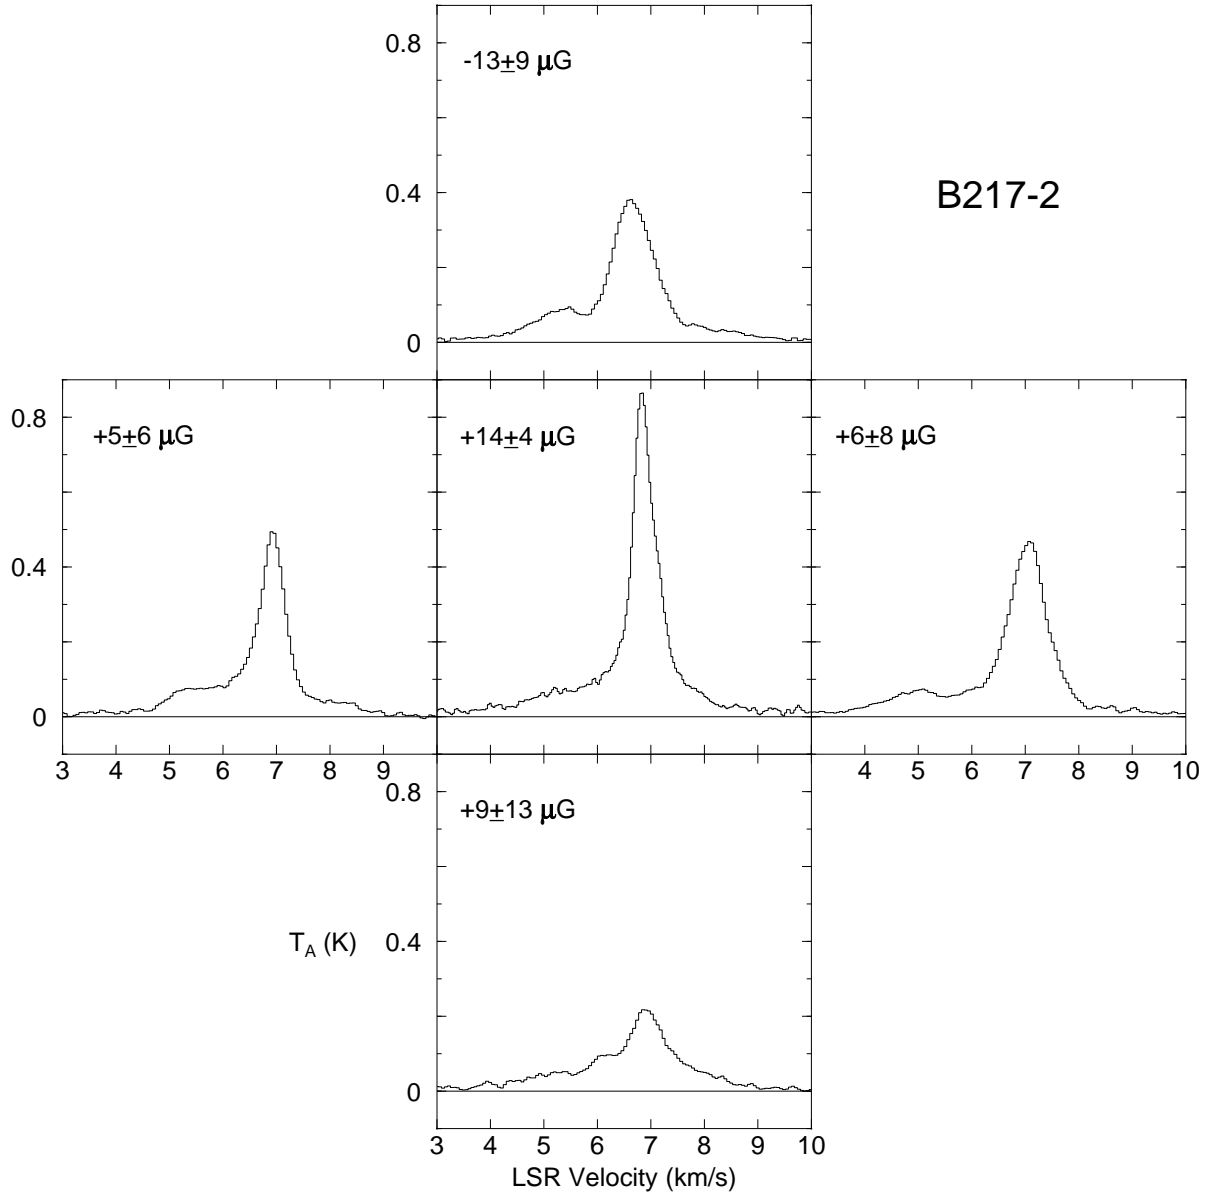 0.8
-13±9 μG
B217-2
0.4
0
0.8
+5±6 μG
+14±4 μG
+6±8 μG
0.4
0
3 4 5 6 7 8 9
4 5 6 7 8 9 10
0.8
+9±13 μG
T_A (K)
0.4
0
3 4 5 6 7 8 9 10
LSR Velocity (km/s)